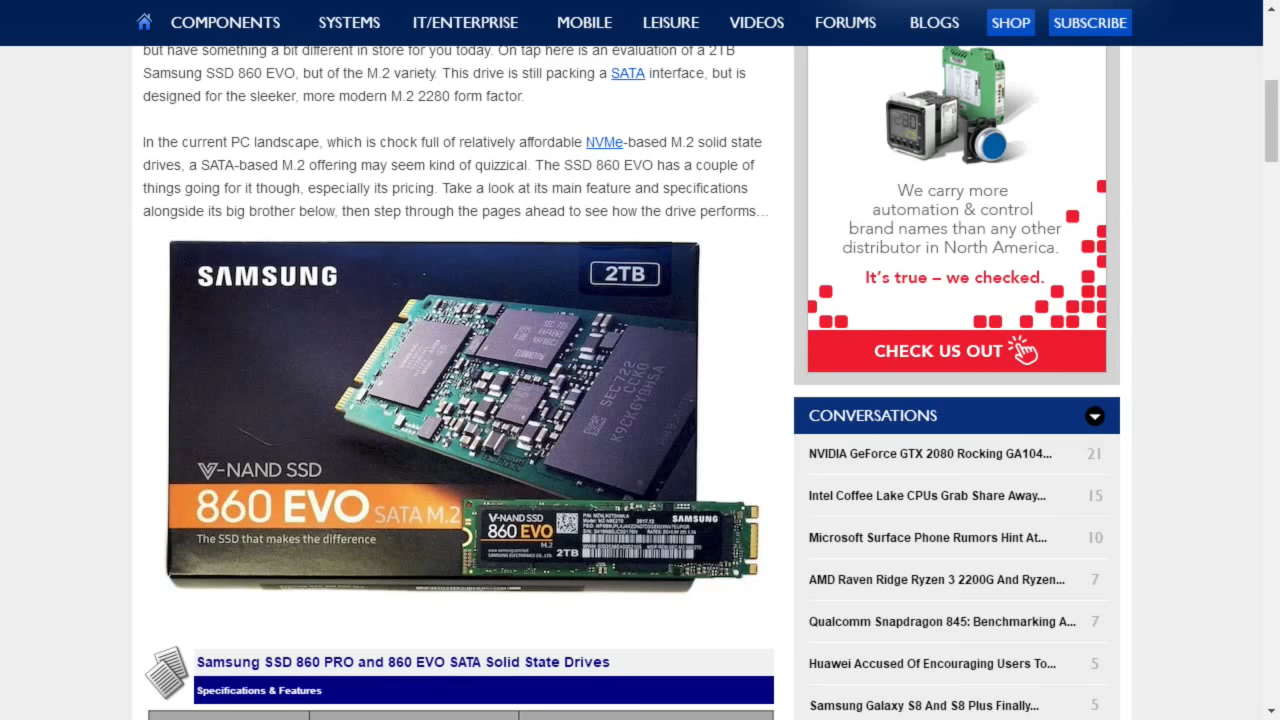 COMPONENTS SYSTEMS IT/ENTERPRISE MOBILE LEISURE VIDEOS FORUMS BLOGS SHOP SUBSCRIBE
but have something a bit different in store for you today. On tap here is an evaluation of a 2TB
Samsung SSD 860 EVO, but of the M.2 variety. This drive is still packing a SATA interface, but is
designed for the sleeker, more modern M.2 2280 form factor.
In the current PC landscape, which is chock full of relatively affordable NVMe-based M.2 solid state
drives, a SATA-based M.2 offering may seem kind of quizzical. The SSD 860 EVO has a couple of
things going for it though, especially its pricing. Take a look at its main feature and specifications
alongside its big brother below, then step through the pages ahead to see how the drive performs…
SAMSUNG
2TB
SEC 722
CCKO
K9CKGYGHSA
V-NAND SSD
860 EVO SATA M.2
The SSD that makes the difference
V-NAND SSD
860 EVO
M.2
2TB
SAMSUNG
Samsung SSD 860 PRO and 860 EVO SATA Solid State Drives
Specifications & Features
We carry more
automation & control
brand names than any other
distributor in North America.
It's true – we checked.
CHECK US OUT
CONVERSATIONS
NVIDIA GeForce GTX 2080 Rocking GA104... 21
Intel Coffee Lake CPUs Grab Share Away... 15
Microsoft Surface Phone Rumors Hint At... 10
AMD Raven Ridge Ryzen 3 2200G And Ryzen... 7
Qualcomm Snapdragon 845: Benchmarking A... 7
Huawei Accused Of Encouraging Users To... 5
Samsung Galaxy S8 And S8 Plus Finally... 5